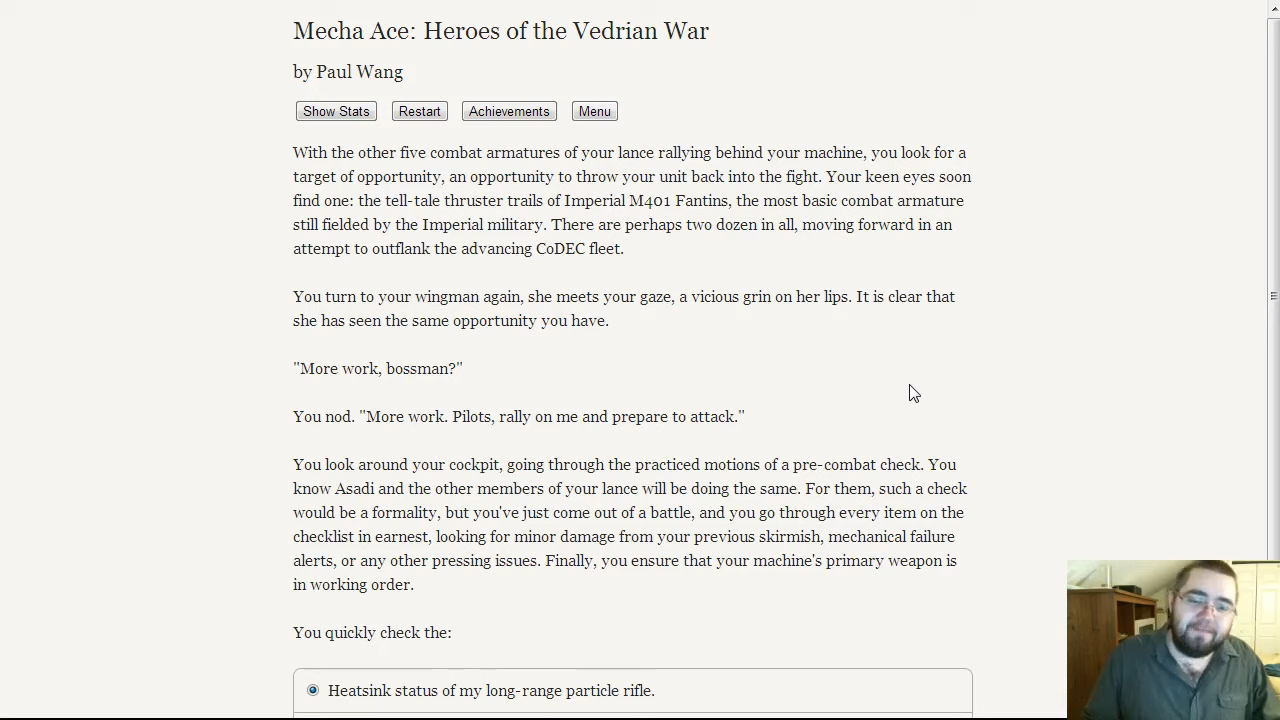 Mecha Ace: Heroes of the Vedrian War
by Paul Wang
Show Stats Restart Achievements Menu
With the other five combat armatures of your lance rallying behind your machine, you look for a
target of opportunity, an opportunity to throw your unit back into the fight. Your keen eyes soon
find one: the tell-tale thruster trails of Imperial M401 Fantins, the most basic combat armature
still fielded by the Imperial military. There are perhaps two dozen in all, moving forward in an
attempt to outflank the advancing CoDEC fleet.
You turn to your wingman again, she meets your gaze, a vicious grin on her lips. It is clear that
she has seen the same opportunity you have.
"More work, bossman?"
You nod. "More work. Pilots, rally on me and prepare to attack."
You look around your cockpit, going through the practiced motions of a pre-combat check. You
know Asadi and the other members of your lance will be doing the same. For them, such a check
would be a formality, but you've just come out of a battle, and you go through every item on the
checklist in earnest, looking for minor damage from your previous skirmish, mechanical failure
alerts, or any other pressing issues. Finally, you ensure that your machine's primary weapon is
in working order.
You quickly check the:
Heatsink status of my long-range particle rifle.